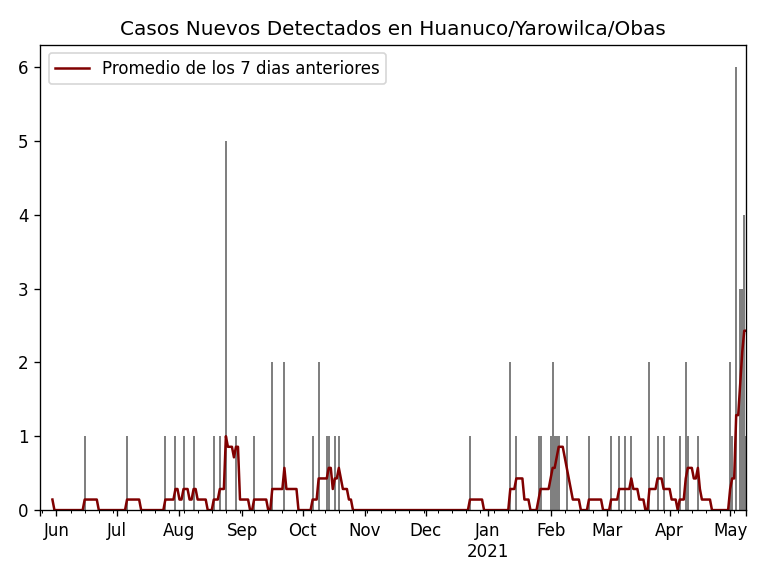 Casos Nuevos Detectados en Huanuco/Yarowilca/Obas
Promedio de los 7 dias anteriores
6
5
4
3
2
1
0
Jun Jul Aug Sep Oct Nov Dec Jan Feb Mar Apr May
2021